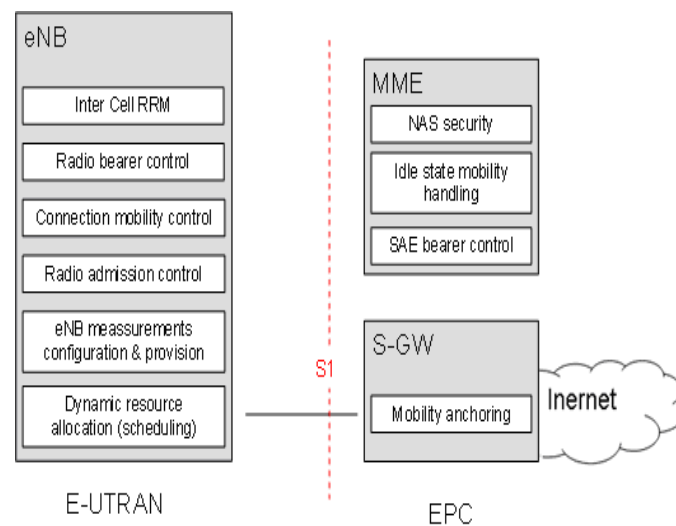 eNB
Inter Cell RRM
Radio bearer control
Connection mobility control
Radio admission control
eNB meassurements
configuration & provision
Dynamic resource
allocation (scheduling)
E-UTRAN
S1
MME
NAS security
Idle state mobility
handling
SAE bearer control
S-GW
Mobility anchoring
Inernet
EPC